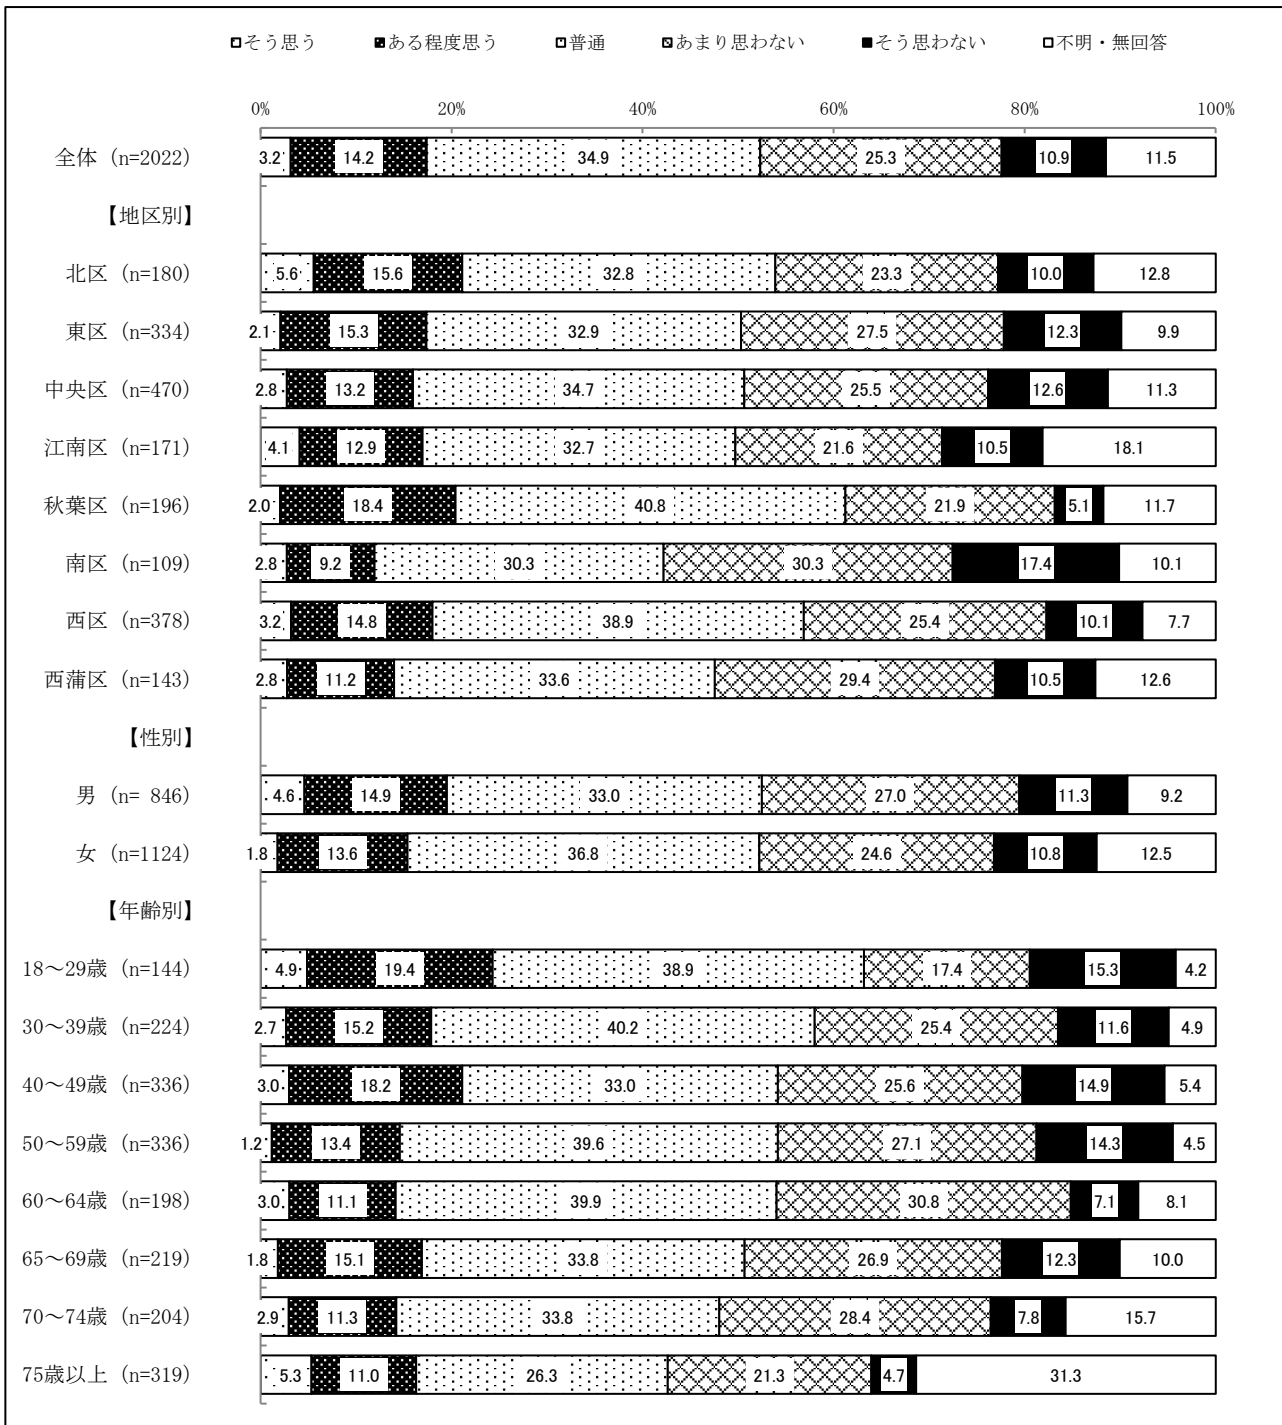 そう思う ある程度思う 普通 あまり思わない そう思わない 不明・無回答
0% 20% 40% 60% 80% 100%
全体 (n=2022) 3.2 14.2 34.9 25.3 10.9 11.5
【地区別】
北区 (n=180) 5.6 15.6 32.8 23.3 10.0 12.8
東区 (n=334) 2.1 15.3 32.9 27.5 12.3 9.9
中央区 (n=470) 2.8 13.2 34.7 25.5 12.6 11.3
江南区 (n=171) 4.1 12.9 32.7 21.6 10.5 18.1
秋葉区 (n=196) 2.0 18.4 40.8 21.9 5.1 11.7
南区 (n=109) 2.8 9.2 30.3 30.3 17.4 10.1
西区 (n=378) 3.2 14.8 38.9 25.4 10.1 7.7
西蒲区 (n=143) 2.8 11.2 33.6 29.4 10.5 12.6
【性別】
男 (n= 846) 4.6 14.9 33.0 27.0 11.3 9.2
女 (n=1124) 1.8 13.6 36.8 24.6 10.8 12.5
【年齢別】
18～29歳 (n=144) 4.9 19.4 38.9 17.4 15.3 4.2
30～39歳 (n=224) 2.7 15.2 40.2 25.4 11.6 4.9
40～49歳 (n=336) 3.0 18.2 33.0 25.6 14.9 5.4
50～59歳 (n=336) 1.2 13.4 39.6 27.1 14.3 4.5
60～64歳 (n=198) 3.0 11.1 39.9 30.8 7.1 8.1
65～69歳 (n=219) 1.8 15.1 33.8 26.9 12.3 10.0
70～74歳 (n=204) 2.9 11.3 33.8 28.4 7.8 15.7
75歳以上 (n=319) 5.3 11.0 26.3 21.3 4.7 31.3